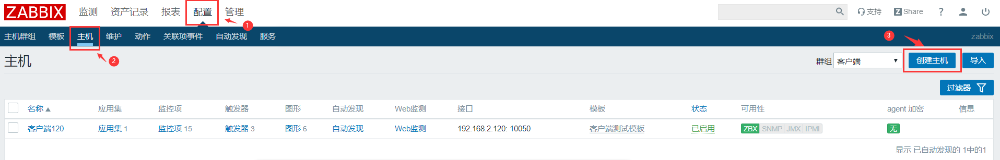 ZABBIX 监测 资产记录 报表 配置 管理 支持 Z Share ?
1
主机群组 模板 主机 维护 动作 关联项事件 自动发现 服务 3 zabbix
2
主机 群组 客户端 创建主机 导入
过滤器
名称 应用集 监控项 触发器 图形 自动发现 Web监测 接口 模板 状态 可用性 agent 加密 信息
客户端120 应用集 1 监控项 15 触发器 3 图形 6 自动发现 Web监测 192.168.2.120: 10050 客户端测试模板 已启用 ZBX SNMP JMX IPMI 无
显示 已自动发现的 1中的1